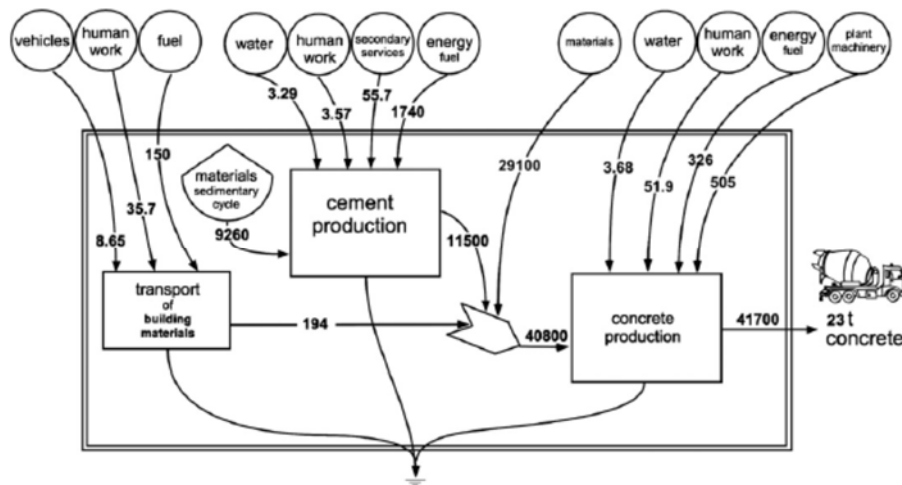 vehicles
human
work
fuel
water
human
work
secondary
services
energy
fuel
materials
water
human
work
energy
fuel
plant
machinery
3.29
3.57
55.7
1740
150
35.7
8.65
materials
sedimentary
cycle
9260
cement
production
11500
29100
3.68
51.9
326
505
transport
of
building
materials
194
40800
concrete
production
41700
23 t
concrete